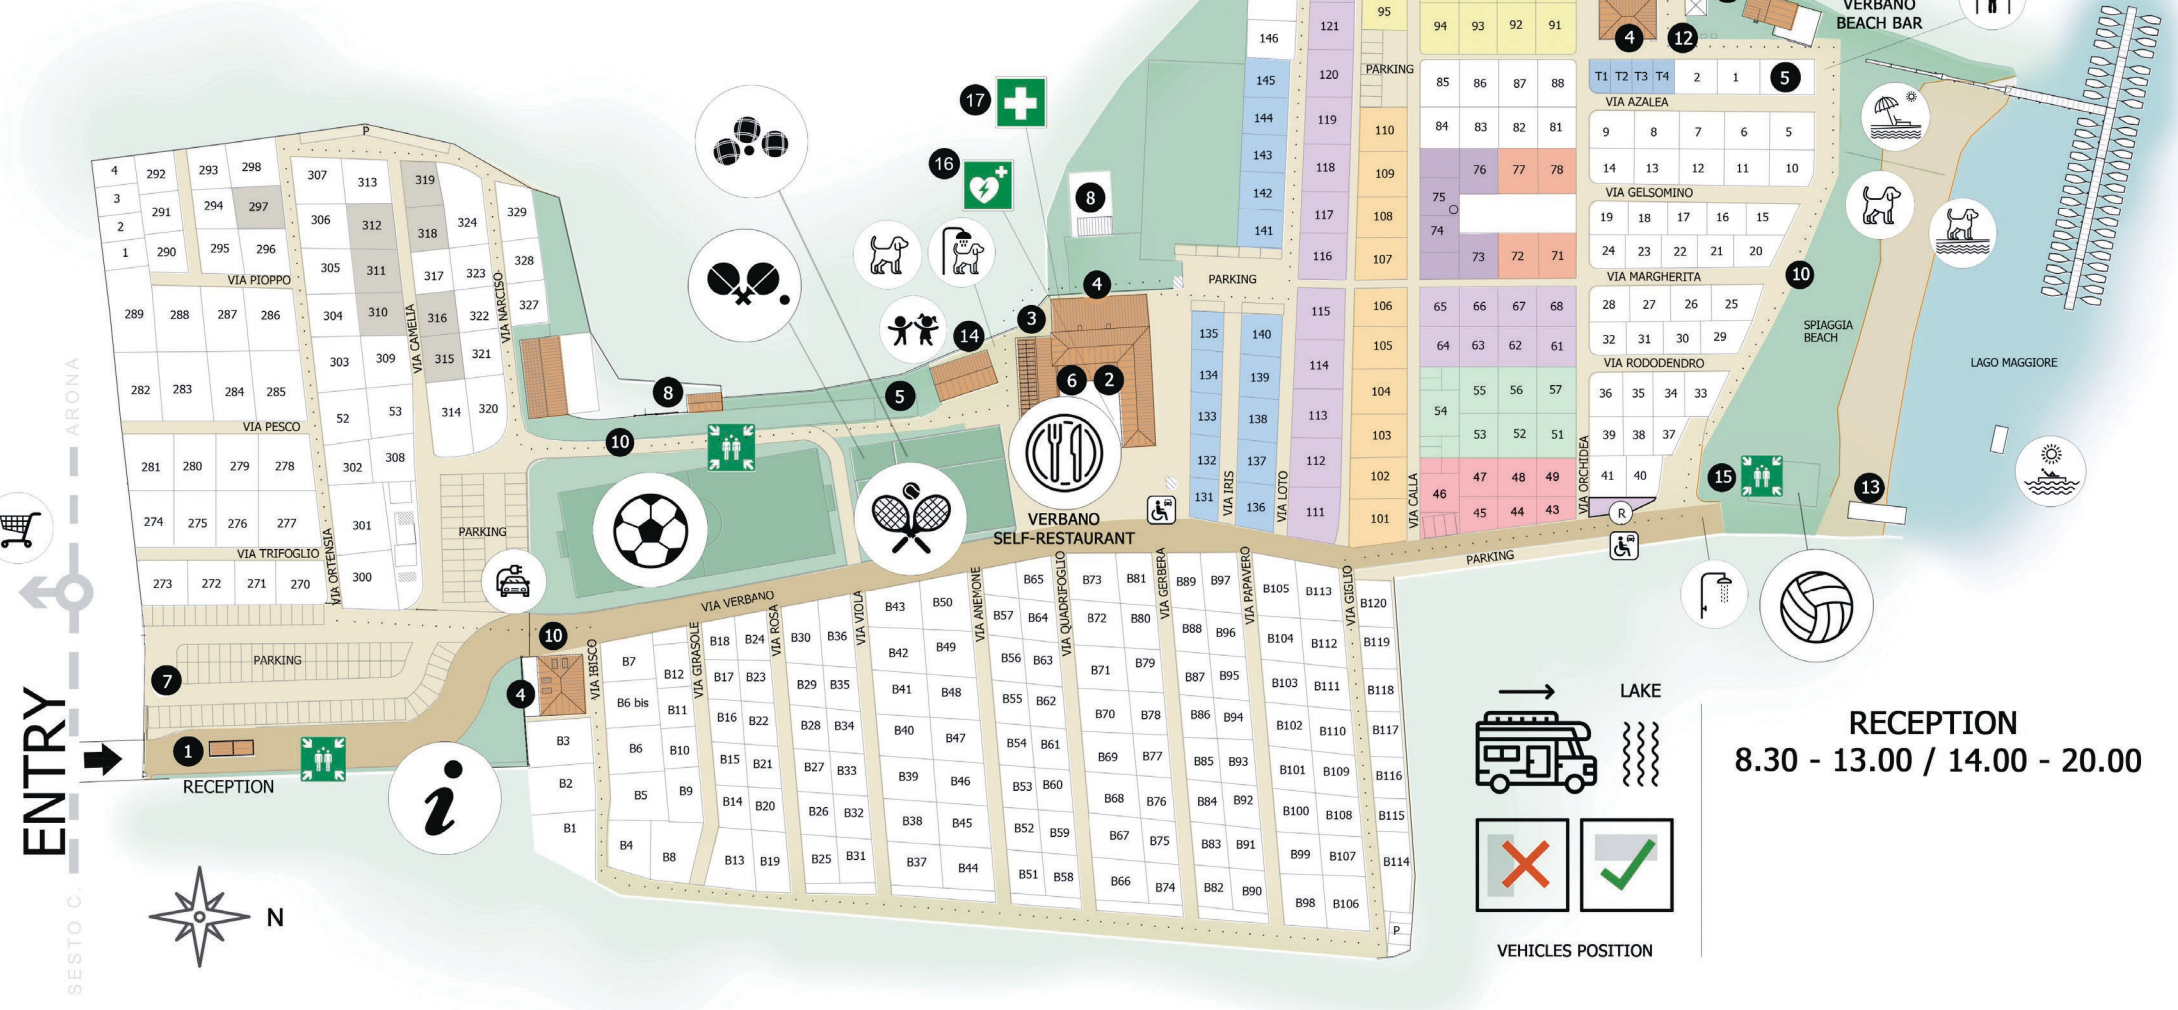 VERBANO
BEACH BAR
95
121
94 93 92 91
146
4
12
120
PARKING
145
85 86 87 88
T1 T2 T3 T4 2 1
5
VIA AZALEA
17
144
119
110
84 83 82 81
9 8 7 6 5
16
143
118
109
76 77 78
14 13 12 11 10
VIA GELSOMINO
142
8
75
117
108
19 18 17 16 15
141
74
24 23 22 21 20
116
107
73 72 71
VIA MARGHERITA
10
PARKING
4
115
106
65 66 67 68
28 27 26 25
SPIAGGIA
BEACH
3
14
135 140
105
64 63 62 61
32 31 30 29
VIA RODODENDRO
LAGO MAGGIORE
114
134 139
6
2
104
54
55 56 57
36 35 34 33
5
8
133 138
113
103
53 52 51
39 38 37
10
132 137
112
102
46
47 48 49
41 40
15
13
131 136
111
101
45 44 43
R
VIA IRIS
VIA LOTO
VIA CALLA
VIA ORCHIDEA
VERBANO
SELF-RESTAURANT
PARKING
P
4 292 293 298 307 313 319
3 291 294 297 306 312 318 324 329
2
1 290 295 296 305 311 317 323 328
VIA PIOPPO
289 288 287 286 304 310 316 322 327
VIA CAMELIA
VIA NARCISO
303 309 315 321
282 283 284 285 52 53 314 320
VIA PESCO
281 280 279 278 302 308
274 275 276 277 301
VIA TRIFOGLIO
VIA ORTENSIA
PARKING
273 272 271 270 300
ARONA
SESTO C.
ENTRY
PARKING
7
1
RECEPTION
10
4
VIA VERBANO
VIA IBISCO
VIA GIRASOLE
VIA ROSA
VIA VIOLA
VIA ANEMONE
VIA QUADRIFOGLIO
VIA GERBERA
VIA PAPAVERO
VIA GIGLIO
B7 B12 B18 B24 B30 B36 B43 B50 B57 B65 B73 B81 B89 B97 B105 B113 B120
B64 B72 B80 B88 B96 B104 B112 B119
B6 bis B11 B17 B23 B29 B35 B42 B49 B56 B63 B71 B79 B87 B95 B103 B111 B118
B3 B6 B10 B16 B22 B28 B34 B41 B48 B55 B62 B70 B78 B86 B94 B102 B110 B117
B2 B5 B9 B15 B21 B27 B33 B40 B47 B54 B61 B69 B77 B85 B93 B101 B109 B116
B1 B14 B20 B26 B32 B39 B46 B53 B60 B68 B76 B84 B92 B100 B108 B115
B4 B8 B13 B19 B25 B31 B38 B45 B52 B59 B67 B75 B83 B91 B99 B107 B114
B37 B44 B51 B58 B66 B74 B82 B90 B98 B106
P
N
i
LAKE
VEHICLES POSITION
RECEPTION
8.30 - 13.00 / 14.00 - 20.00